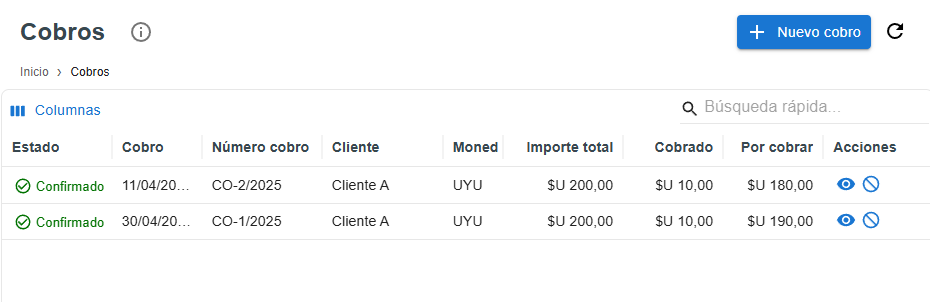 Cobros
Nuevo cobro
Inicio › Cobros
Columnas
Búsqueda rápida...
Estado Cobro Número cobro Cliente Moned Importe total Cobrado Por cobrar Acciones
Confirmado 11/04/20... CO-2/2025 Cliente A UYU $U 200,00 $U 10,00 $U 180,00
Confirmado 30/04/20... CO-1/2025 Cliente A UYU $U 200,00 $U 10,00 $U 190,00